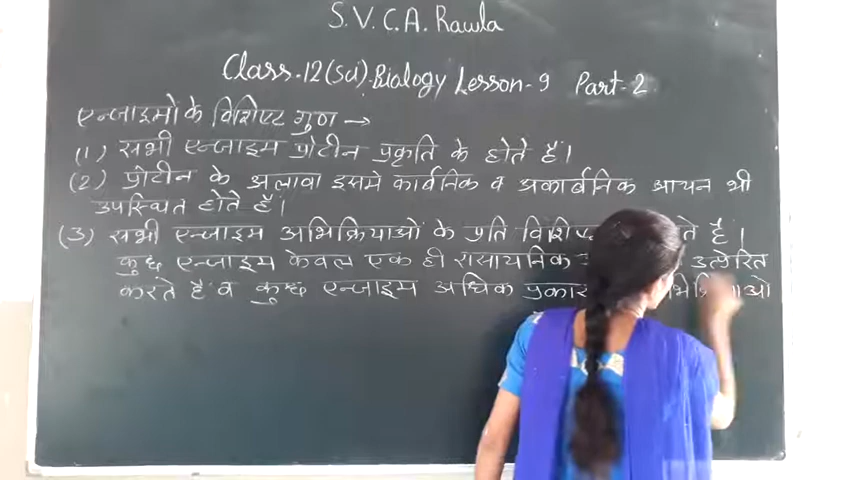 S.V.C.A. Rawla
Class-12(Sci).Biology Lesson-9 Part-2
एन्जाइमो के विशिष्ट गुण →
(1) सभी एन्जाइम प्रोटीन प्रकृति के होते है।
(2) प्रोटीन के अलावा इसमे कार्बनिक व अकार्बनिक आयन भी
उपस्थित होते है।
(3) सभी एन्जाइम अभिक्रियाओं के प्रति विशिष्ट है।
कुछ एन्जाइम केवल एक ही रासायनिक उत्प्रेरित
करते है व कुछ एन्जाइम अधिक प्रकार